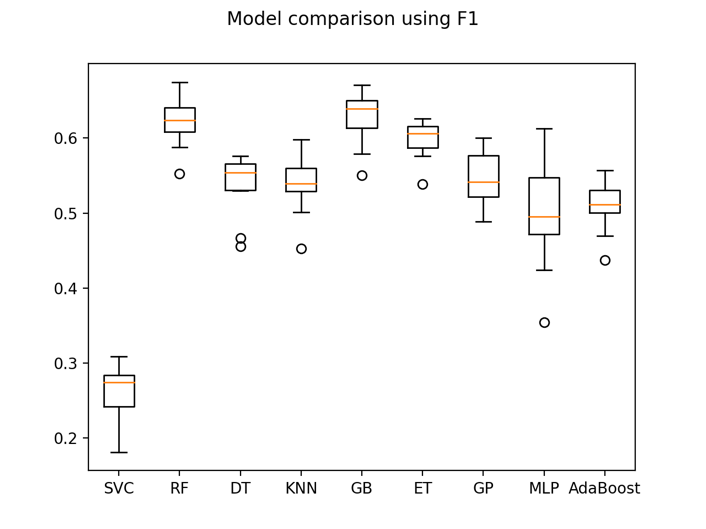 Model comparison using F1
0.6
0.5
0.4
0.3
0.2
SVC RF DT KNN GB ET GP MLP AdaBoost